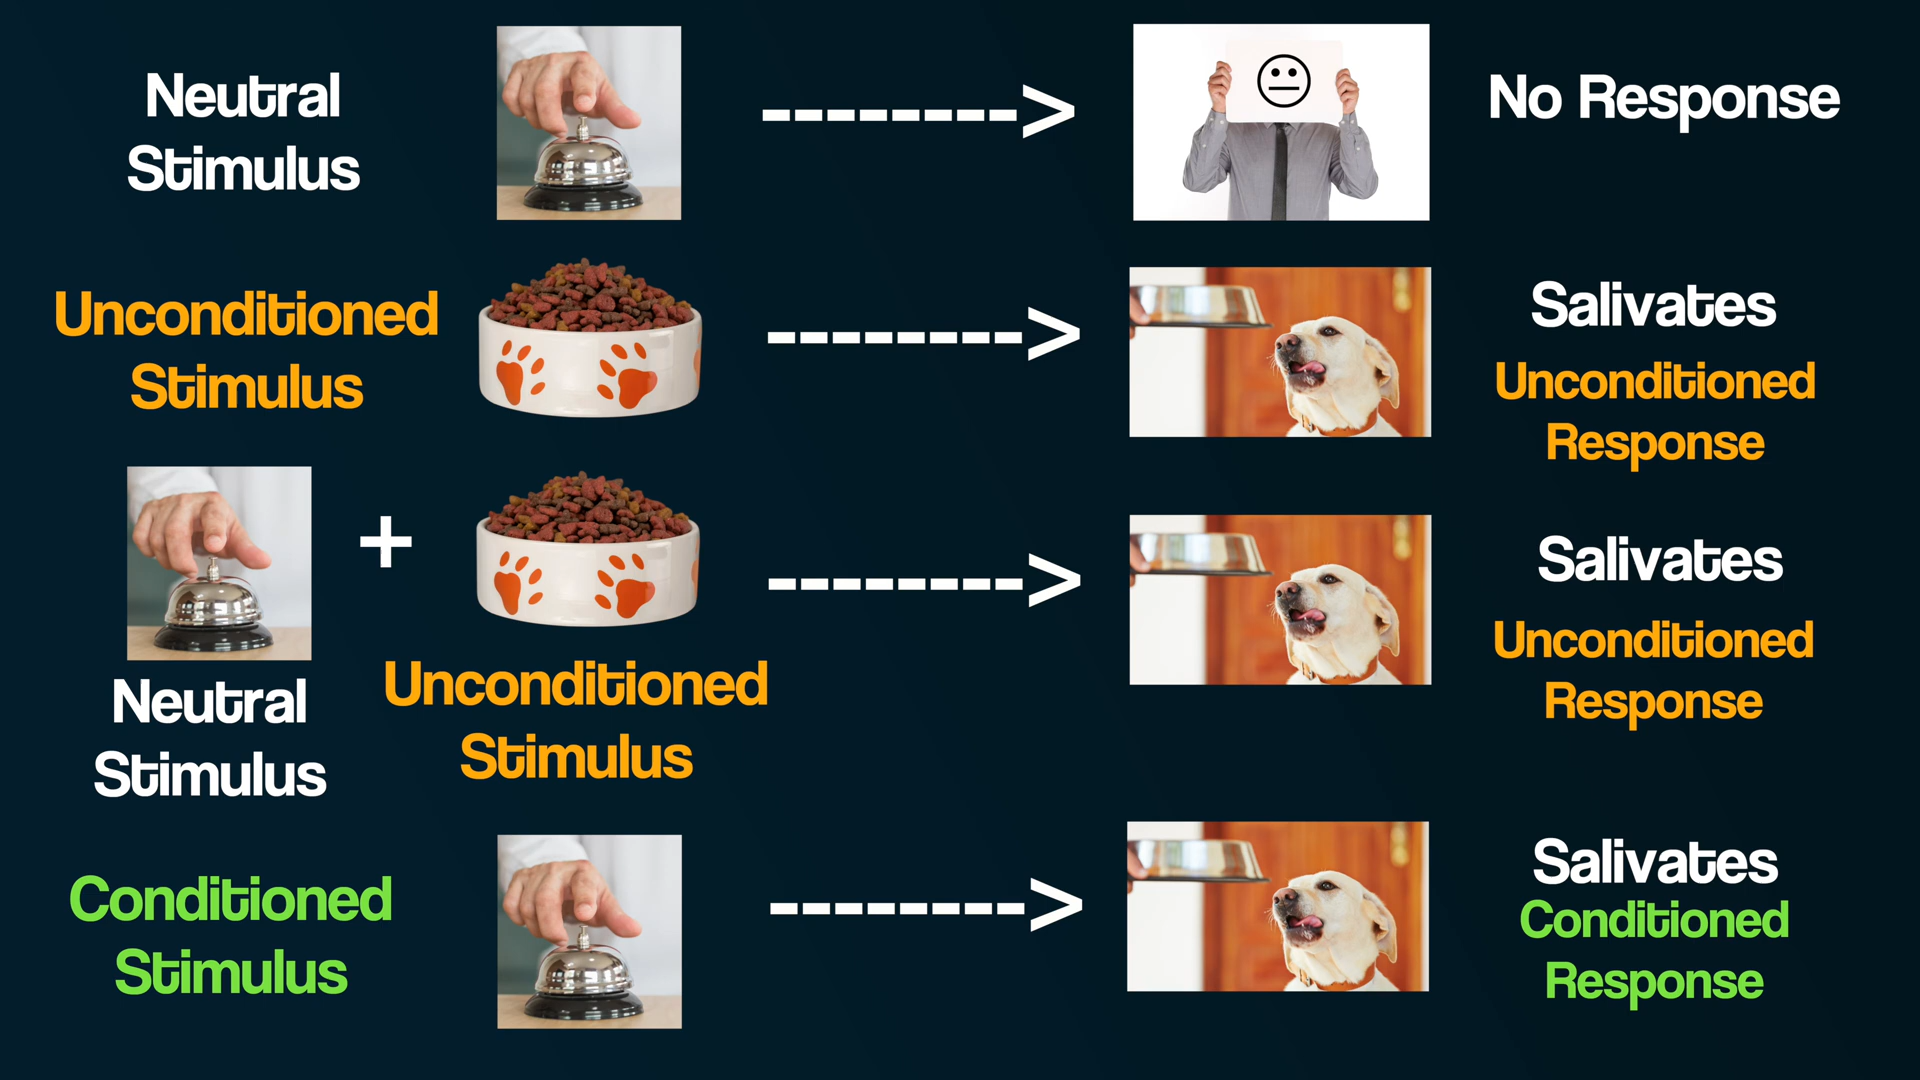 Neutral
Stimulus
-------->
No Response
Unconditioned
Stimulus
-------->
Salivates
Unconditioned
Response
+
Neutral
Stimulus
Unconditioned
Stimulus
-------->
Salivates
Unconditioned
Response
Conditioned
Stimulus
-------->
Salivates
Conditioned
Response